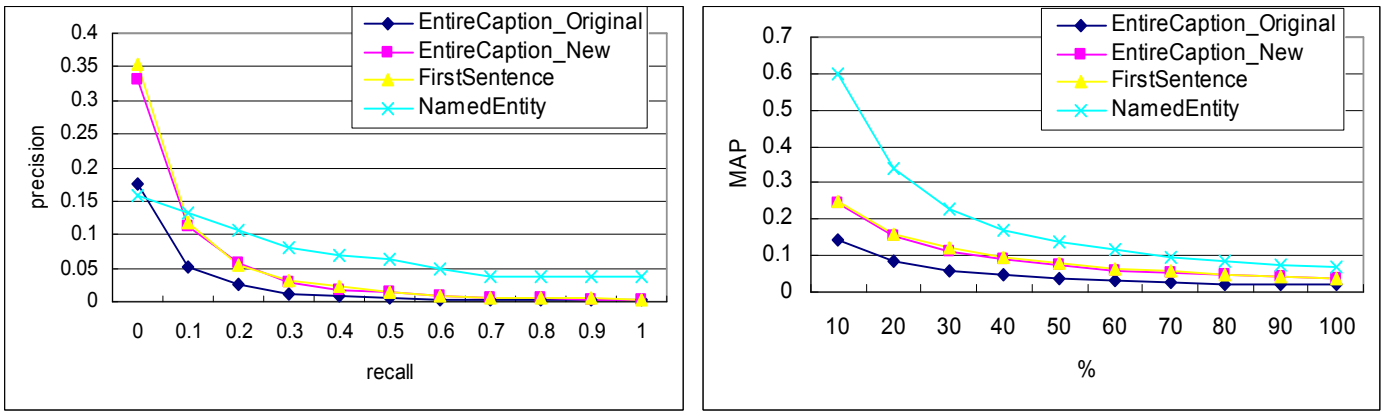 EntireCaption_Original
EntireCaption_New
FirstSentence
NamedEntity
0.4
0.35
0.3
0.25
0.2
0.15
0.1
0.05
0
precision
0 0.1 0.2 0.3 0.4 0.5 0.6 0.7 0.8 0.9 1
recall
EntireCaption_Original
EntireCaption_New
FirstSentence
NamedEntity
0.7
0.6
0.5
0.4
0.3
0.2
0.1
0
MAP
10 20 30 40 50 60 70 80 90 100
%